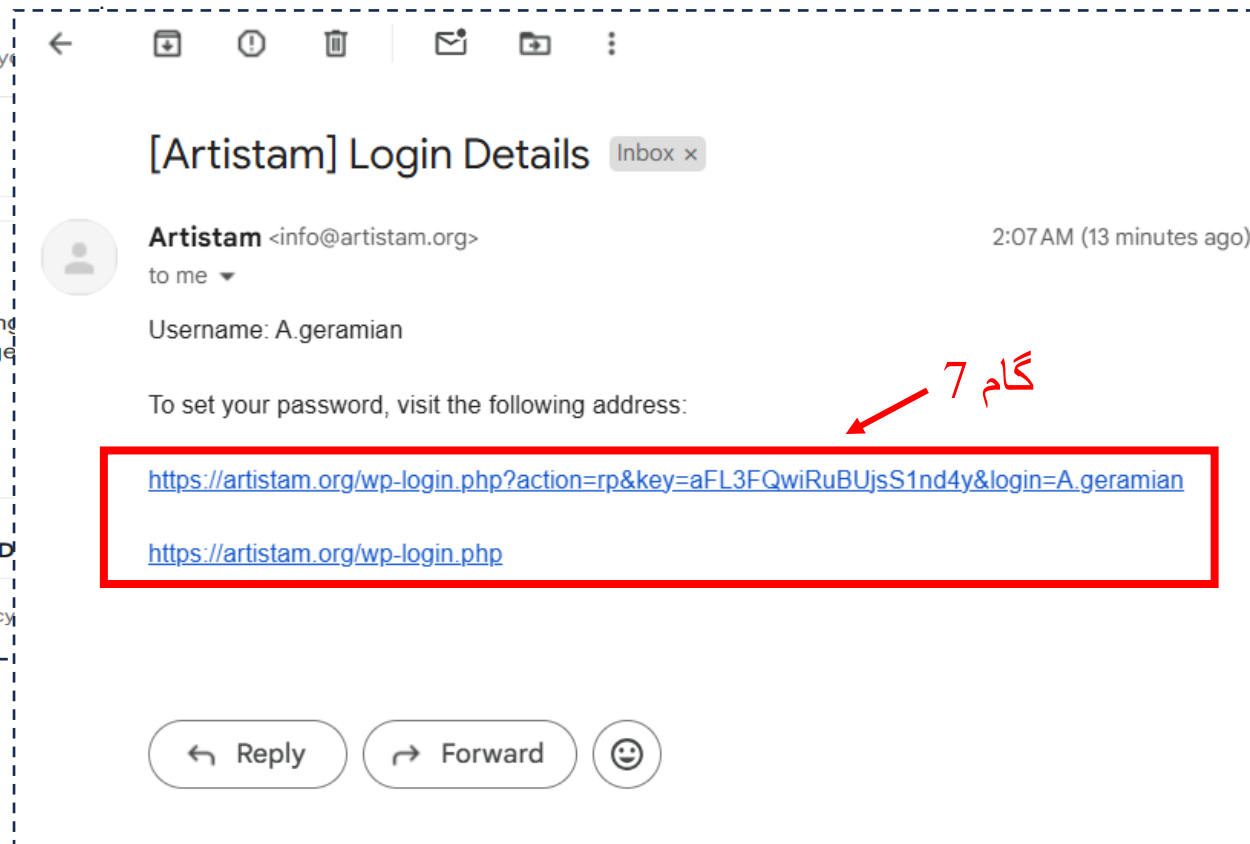 [Artistam] Login Details Inbox ×
Artistam <info@artistam.org> 2:07 AM (13 minutes ago)
to me
Username: A.geramian
گام 7
To set your password, visit the following address:
https://artistam.org/wp-login.php?action=rp&key=aFL3FQwiRuBUjsS1nd4y&login=A.geramian
https://artistam.org/wp-login.php
Reply Forward